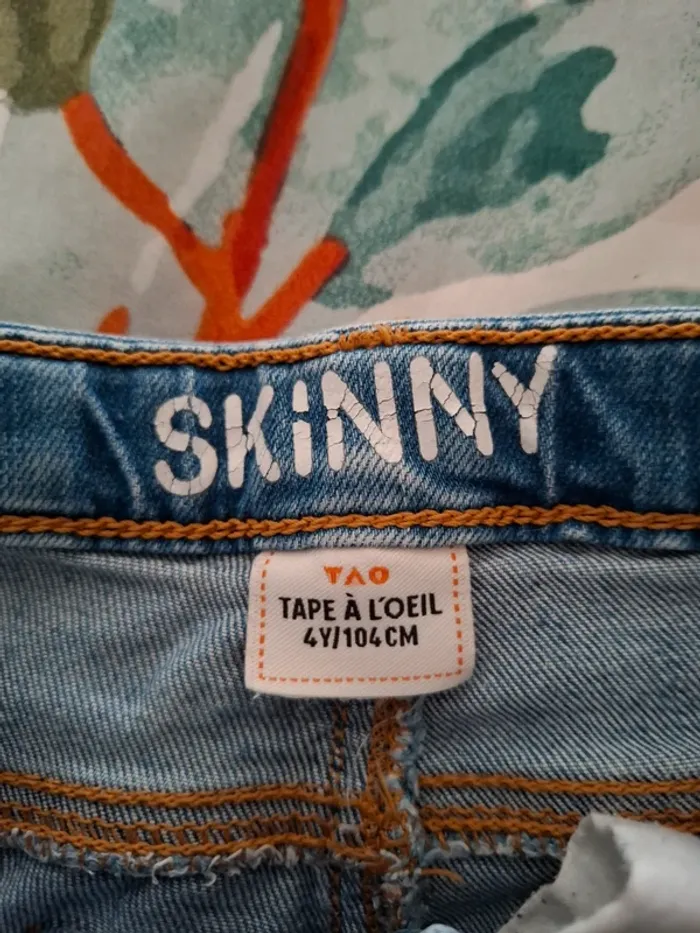 SKiNNY
TAO
TAPE À L'OEIL
4Y/104CM